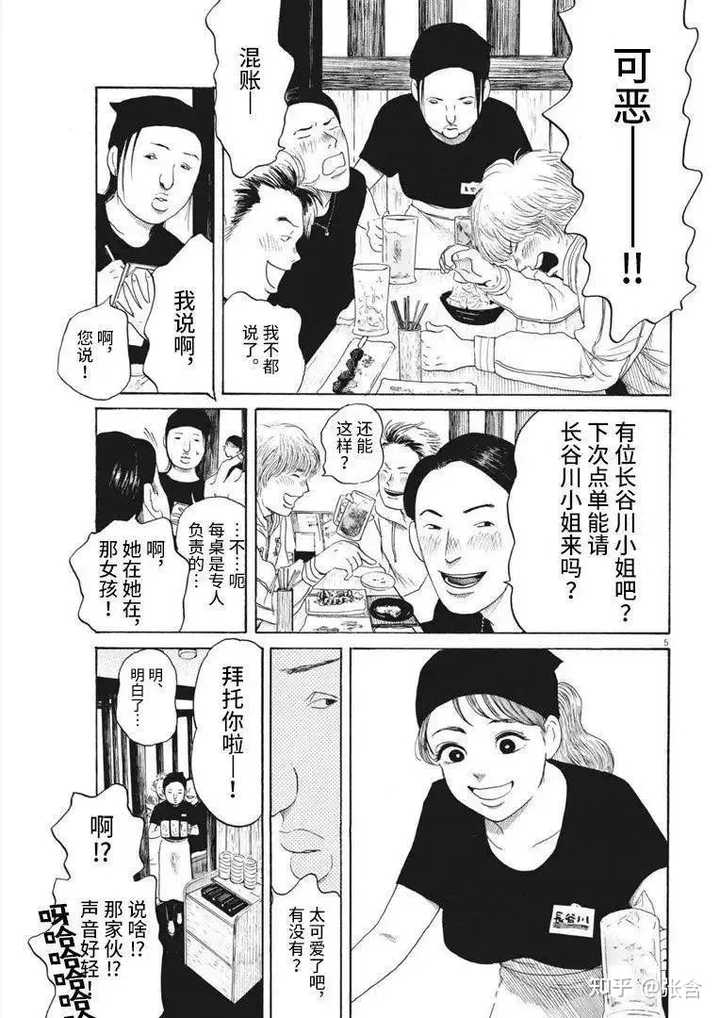 可恶——!!
混账—
我不都
说了。
我说啊，
啊，
您说！
有位长谷川小姐吧？
下次点单能请
长谷川小姐来吗？
还能
这样？
…不…呃
每桌是专人
负责的…
啊，
她在她在，
那女孩！
5
长谷川
太可爱了吧，
有没有？
拜托你啦—！
明、
明白了…
啊!?
说啥!?
那家伙!?
声音好轻！
呀哈哈哈哈哈
知乎 @张含